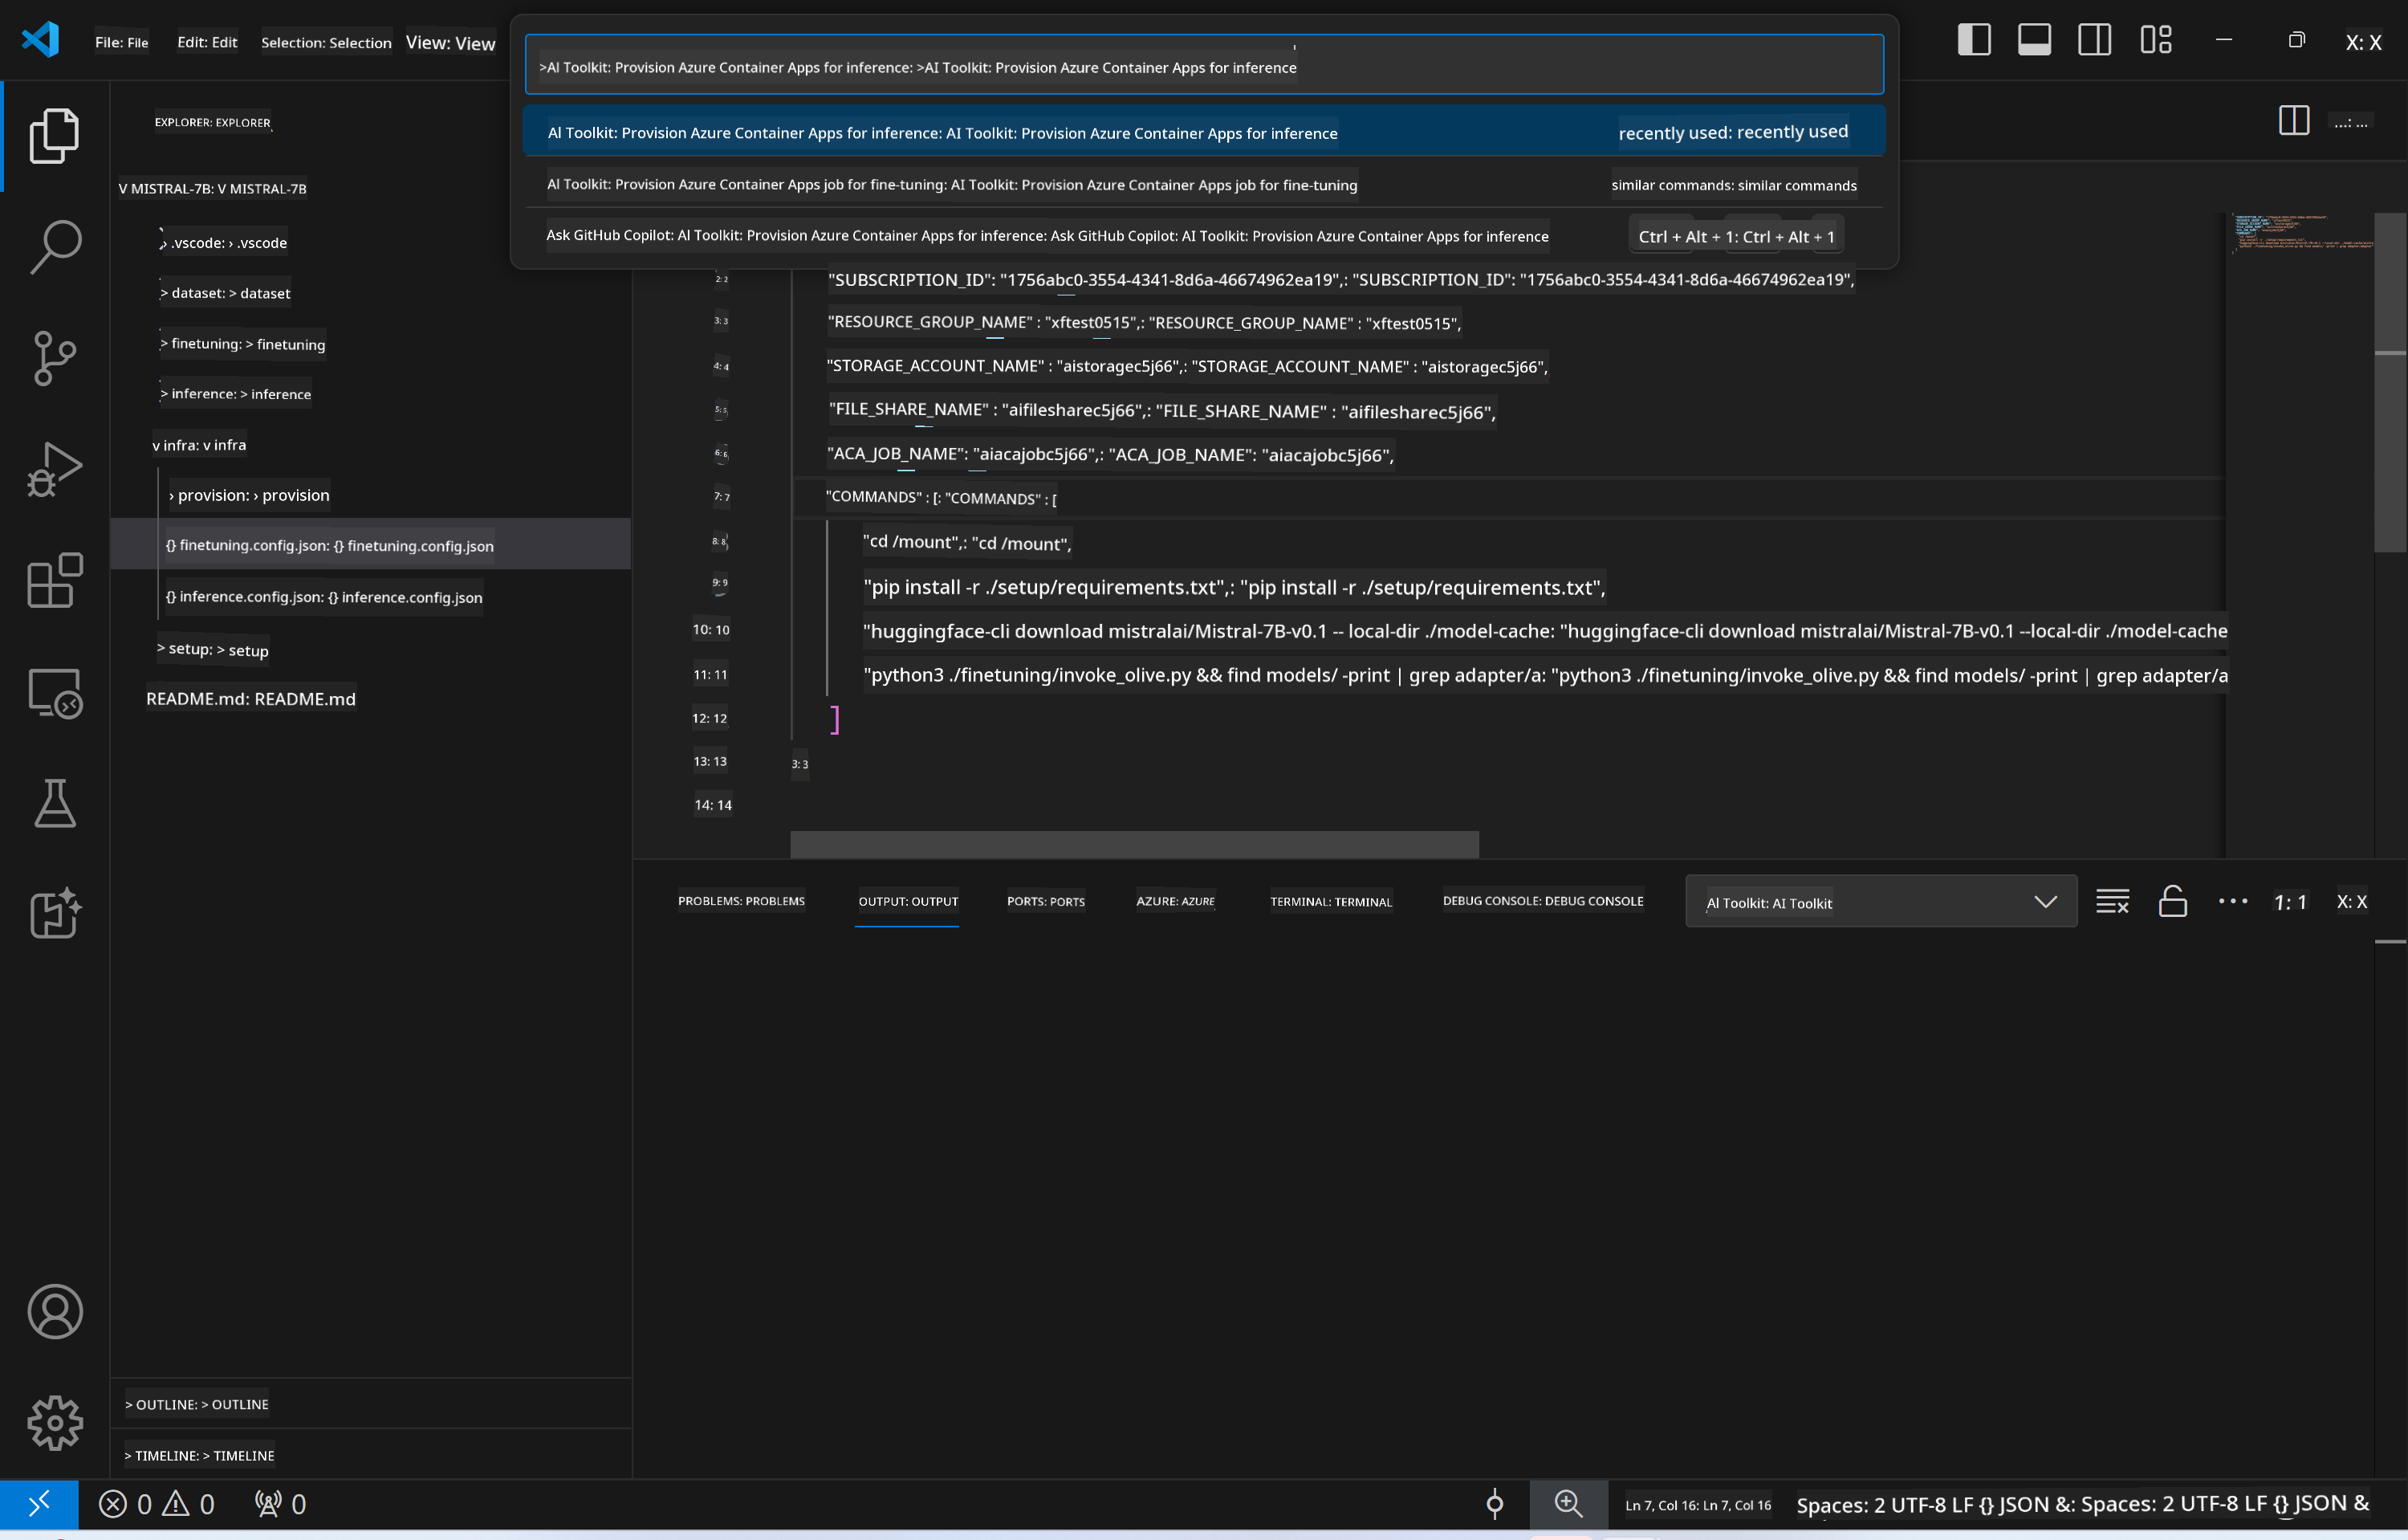 File: File Edit: Edit Selection: Selection View: View
>Al Toolkit: Provision Azure Container Apps for inference: >AI Toolkit: Provision Azure Container Apps for inference
X: X
Al Toolkit: Provision Azure Container Apps for inference: AI Toolkit: Provision Azure Container Apps for inference recently used: recently used
Al Toolkit: Provision Azure Container Apps job for fine-tuning: AI Toolkit: Provision Azure Container Apps job for fine-tuning similar commands: similar commands
Ask GitHub Copilot: Al Toolkit: Provision Azure Container Apps for inference: Ask GitHub Copilot: AI Toolkit: Provision Azure Container Apps for inference Ctrl + Alt + 1: Ctrl + Alt + 1
...: ...
EXPLORER: EXPLORER
V MISTRAL-7B: V MISTRAL-7B
› .vscode: › .vscode
> dataset: > dataset
> finetuning: > finetuning
> inference: > inference
v infra: v infra
› provision: › provision
{} finetuning.config.json: {} finetuning.config.json
{} inference.config.json: {} inference.config.json
> setup: > setup
README.md: README.md
> OUTLINE: > OUTLINE
> TIMELINE: > TIMELINE
2: 2 "SUBSCRIPTION_ID": "1756abc0-3554-4341-8d6a-46674962ea19",: "SUBSCRIPTION_ID": "1756abc0-3554-4341-8d6a-46674962ea19",
3: 3 "RESOURCE_GROUP_NAME" : "xftest0515",: "RESOURCE_GROUP_NAME" : "xftest0515",
4: 4 "STORAGE_ACCOUNT_NAME" : "aistoragec5j66",: "STORAGE_ACCOUNT_NAME" : "aistoragec5j66",
5: 5 "FILE_SHARE_NAME" : "aifilesharec5j66",: "FILE_SHARE_NAME" : "aifilesharec5j66",
6: 6 "ACA_JOB_NAME": "aiacajobc5j66",: "ACA_JOB_NAME": "aiacajobc5j66",
7: 7 "COMMANDS" : [: "COMMANDS" : [
8: 8 "cd /mount",: "cd /mount",
9: 9 "pip install -r ./setup/requirements.txt",: "pip install -r ./setup/requirements.txt",
10: 10 "huggingface-cli download mistralai/Mistral-7B-v0.1 -- local-dir ./model-cache: "huggingface-cli download mistralai/Mistral-7B-v0.1 --local-dir ./model-cache
11: 11 "python3 ./finetuning/invoke_olive.py && find models/ -print | grep adapter/a: "python3 ./finetuning/invoke_olive.py && find models/ -print | grep adapter/a
12: 12 ]
13: 13 3: 3
14: 14
PROBLEMS: PROBLEMS OUTPUT: OUTPUT PORTS: PORTS AZURE: AZURE TERMINAL: TERMINAL DEBUG CONSOLE: DEBUG CONSOLE Al Toolkit: AI Toolkit 1: 1 X: X
0 0 0 Ln 7, Col 16: Ln 7, Col 16 Spaces: 2 UTF-8 LF {} JSON &: Spaces: 2 UTF-8 LF {} JSON &